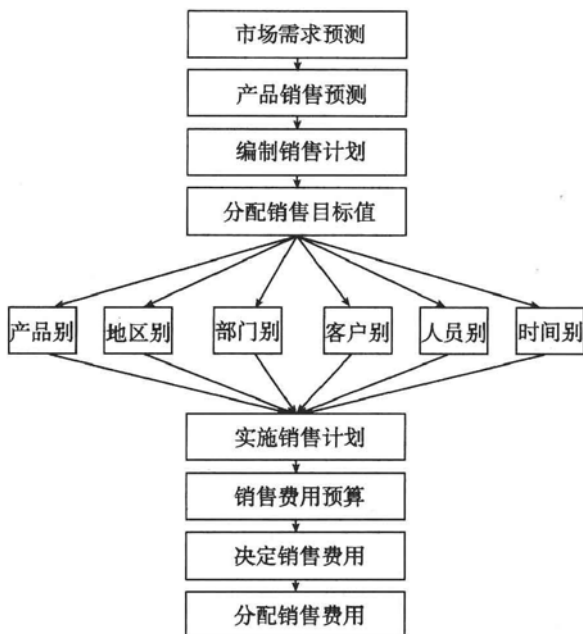 市场需求预测
产品销售预测
编制销售计划
分配销售目标值
产品别 地区别 部门别 客户别 人员别 时间别
实施销售计划
销售费用预算
决定销售费用
分配销售费用